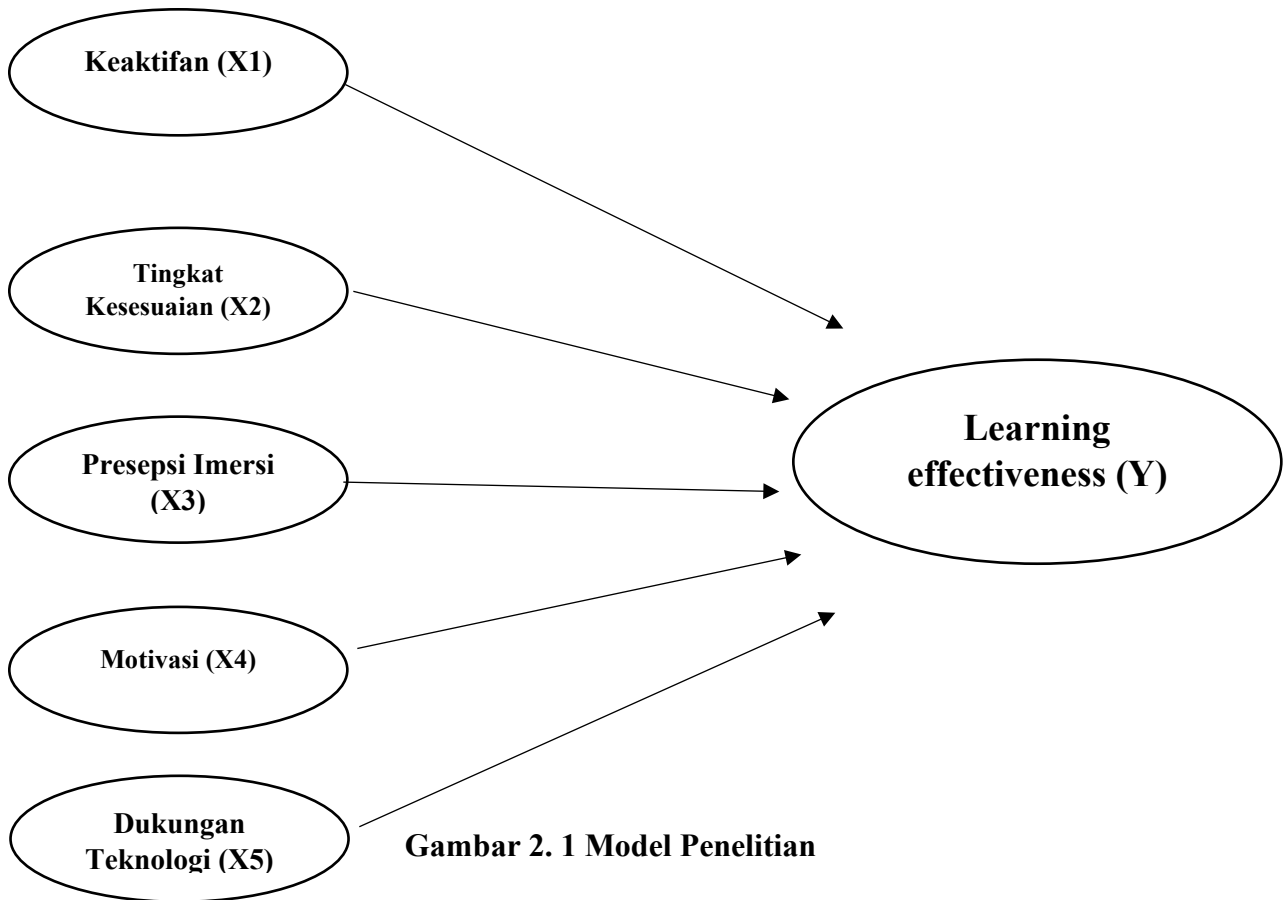 Keaktifan (X1)
Tingkat
Kesesuaian (X2)
Presepsi Imersi
(X3)
Motivasi (X4)
Dukungan
Teknologi (X5)
Learning
effectiveness (Y)
Gambar 2. 1 Model Penelitian